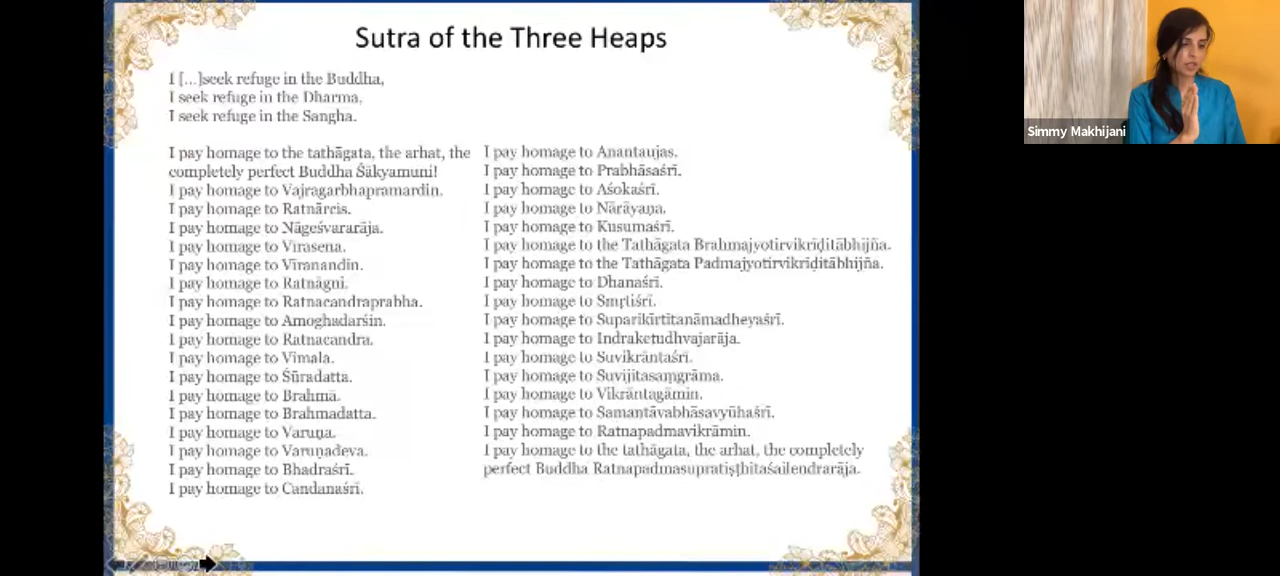 Sutra of the Three Heaps
I [...]seek refuge in the Buddha,
I seek refuge in the Dharma,
I seek refuge in the Sangha.
I pay homage to the tathāgata, the arhat, the
completely perfect Buddha Śākyamuni!
I pay homage to Vajragarbhapramardin.
I pay homage to Ratnārcis.
I pay homage to Nāgeśvararāja.
I pay homage to Vīrasena.
I pay homage to Vīranandin.
I pay homage to Ratnāgni.
I pay homage to Ratnacandraprabha.
I pay homage to Amoghadarśin.
I pay homage to Ratnacandra.
I pay homage to Vimala.
I pay homage to Śūradatta.
I pay homage to Brahmā.
I pay homage to Brahmadatta.
I pay homage to Varuṇa.
I pay homage to Varuṇadeva.
I pay homage to Bhadraśrī.
I pay homage to Candanaśrī.
I pay homage to Anantaujas.
I pay homage to Prabhāsaśrī.
I pay homage to Aśokaśrī.
I pay homage to Nārāyaṇa.
I pay homage to Kusumaśrī.
I pay homage to the Tathāgata Brahmajyotirvikrīḍitābhijña.
I pay homage to the Tathāgata Padmajyotirvikrīḍitābhijña.
I pay homage to Dhanaśrī.
I pay homage to Smṛtiśrī.
I pay homage to Suparikīrtitanāmadheyaśrī.
I pay homage to Indraketudhvajarāja.
I pay homage to Suvikrāntaśrī.
I pay homage to Suvijitasaṃgrāma.
I pay homage to Vikrāntagāmin.
I pay homage to Samantāvabhāsavyūhaśrī.
I pay homage to Ratnapadmavikrāmin.
I pay homage to the tathāgata, the arhat, the completely
perfect Buddha Ratnapadmasupratiṣṭhitaśailendrarāja.
Simmy Makhijani